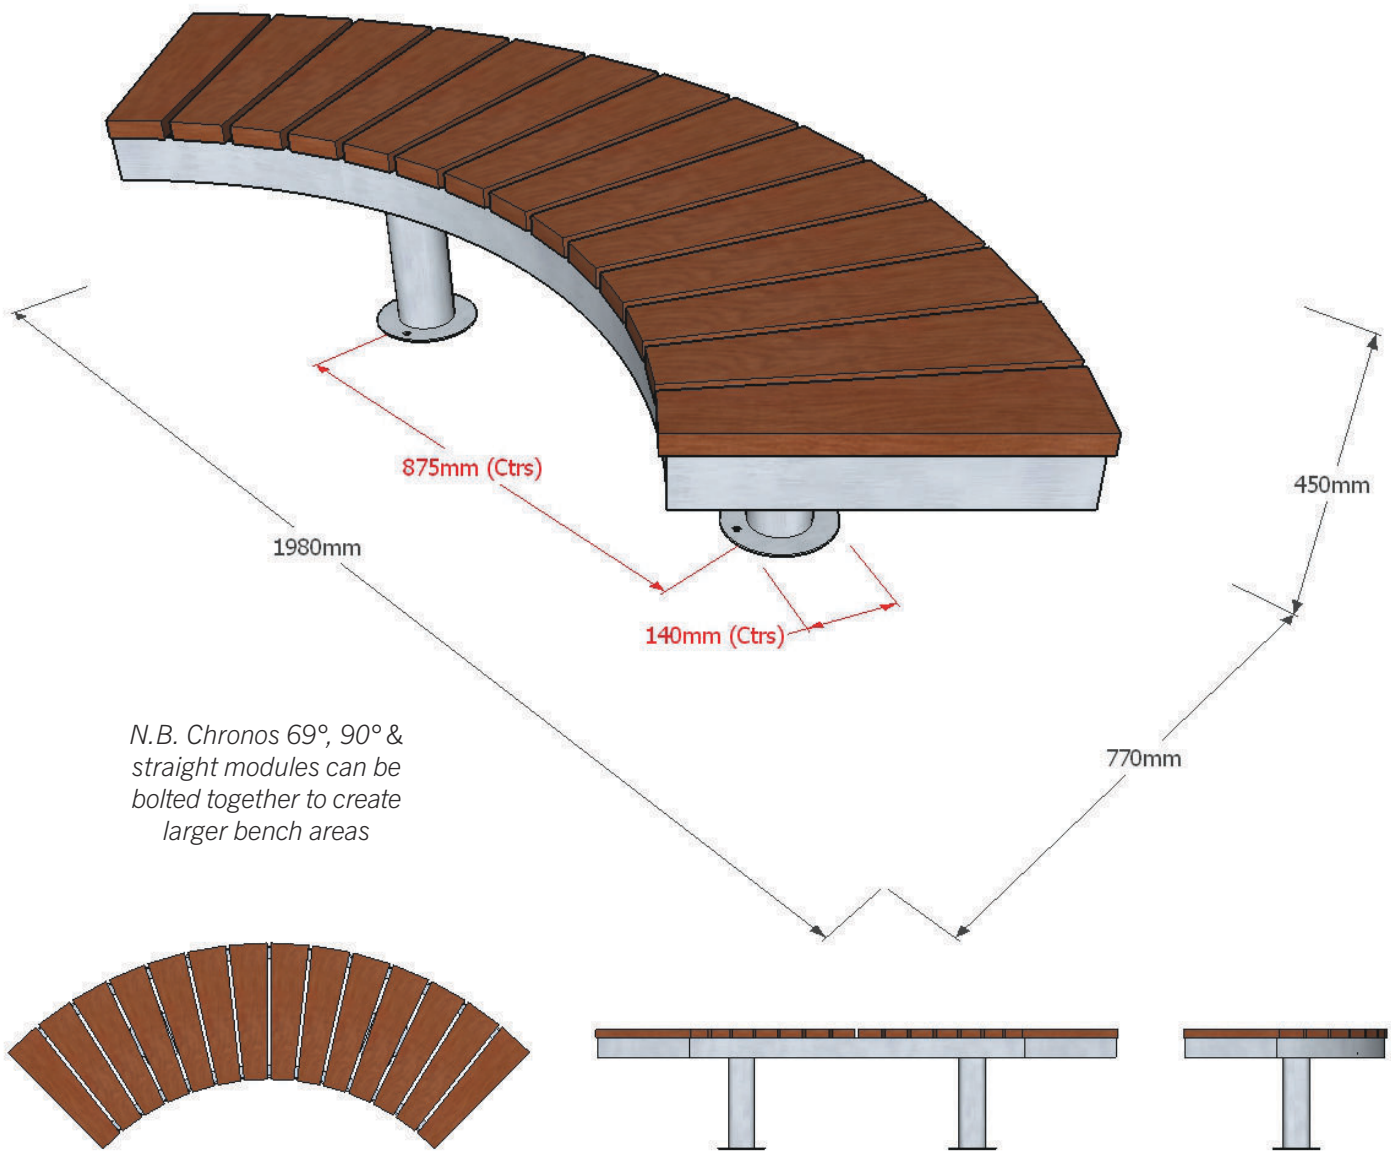 875mm (Ctrs)
450mm
1980mm
140mm (Ctrs)
770mm
N.B. Chronos 69°, 90° &
straight modules can be
bolted together to create
larger bench areas